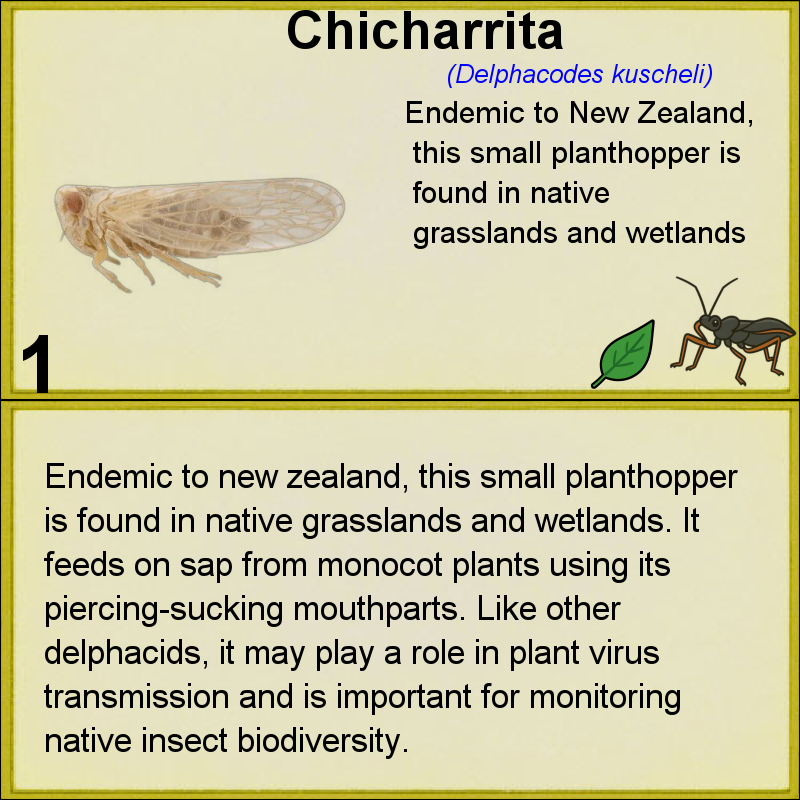 Chicharrita
(Delphacodes kuscheli)
Endemic to New Zealand,
this small planthopper is
found in native
grasslands and wetlands
1
Endemic to new zealand, this small planthopper
is found in native grasslands and wetlands. It
feeds on sap from monocot plants using its
piercing-sucking mouthparts. Like other
delphacids, it may play a role in plant virus
transmission and is important for monitoring
native insect biodiversity.